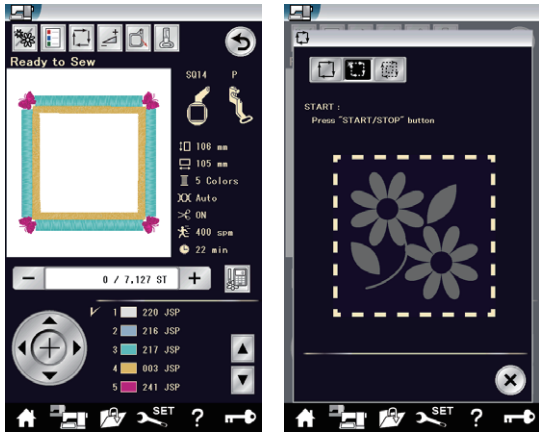 Ready to Sew
SQ14 P
106 mm
105 mm
5 Colors
Auto
ON
400 spm
22 min
− 0 / 7,127 ST +
1 220 JSP
2 216 JSP
3 217 JSP
4 003 JSP
5 241 JSP
SET ?
START :
Press "START/STOP" button
SET ?